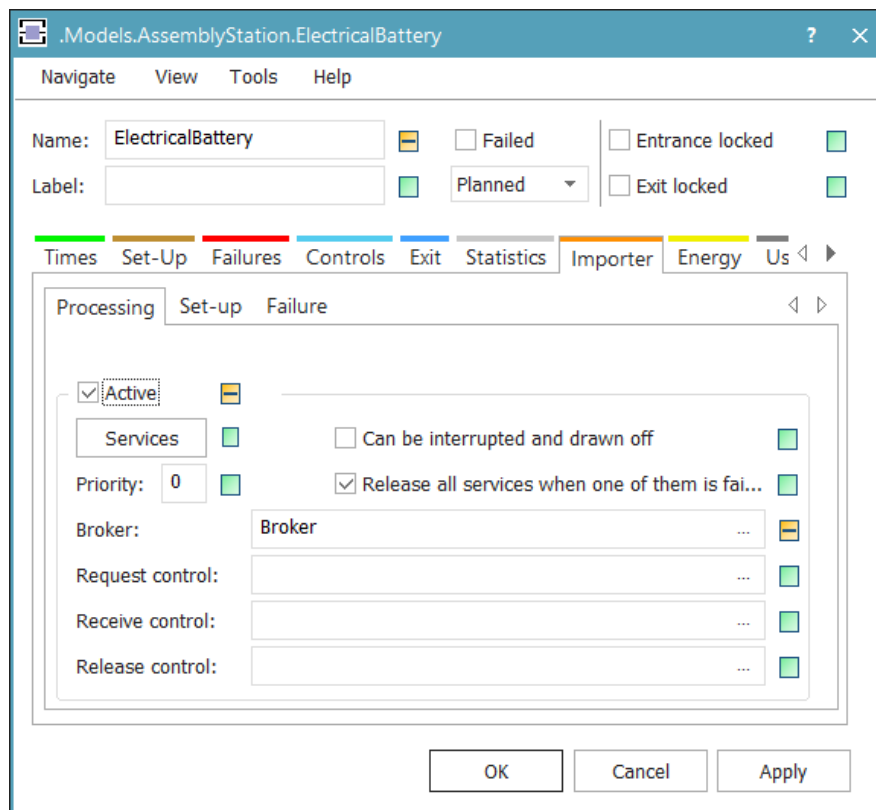 .Models.AssemblyStation.ElectricalBattery ?
Navigate View Tools Help
Name: ElectricalBattery Failed Entrance locked
Label: Planned Exit locked
Times Set-Up Failures Controls Exit Statistics Importer Energy Us
Processing Set-up Failure
Active
Services Can be interrupted and drawn off
Priority: 0 Release all services when one of them is fai...
Broker: Broker ...
Request control: ...
Receive control: ...
Release control: ...
OK Cancel Apply